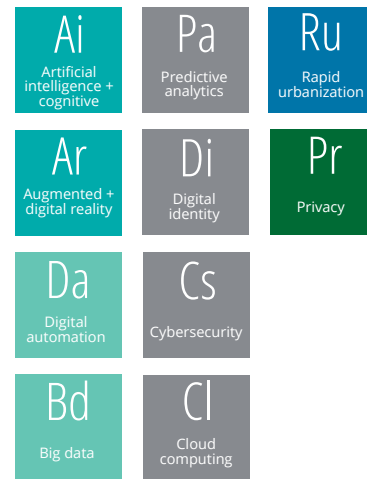 Ai
Artificial
intelligence +
cognitive
Pa
Predictive
analytics
Ru
Rapid
urbanization
Ar
Augmented +
digital reality
Di
Digital
identity
Pr
Privacy
Da
Digital
automation
Cs
Cybersecurity
Bd
Big data
Cl
Cloud
computing